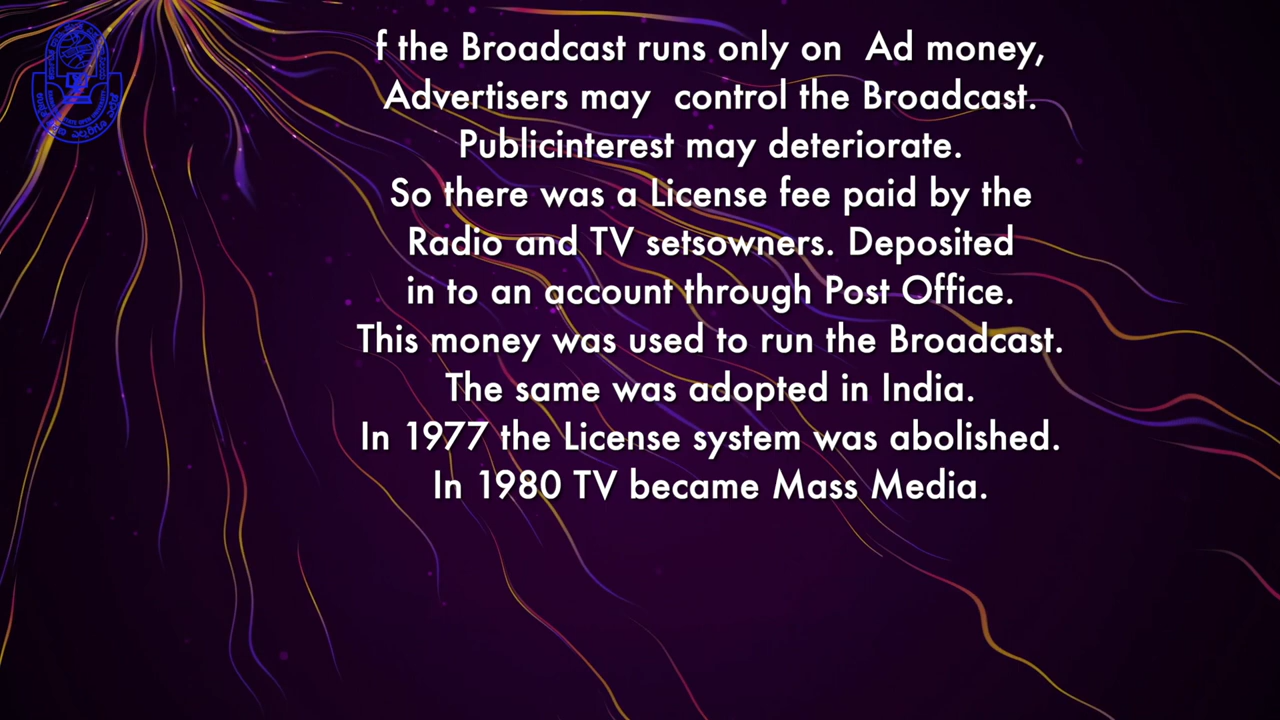 f the Broadcast runs only on  Ad money,
Advertisers may  control the Broadcast.
Publicinterest may deteriorate.
So there was a License fee paid by the
Radio and TV setsowners. Deposited
in to an account through Post Office.
This money was used to run the Broadcast.
The same was adopted in India.
In 1977 the License system was abolished.
In 1980 TV became Mass Media.